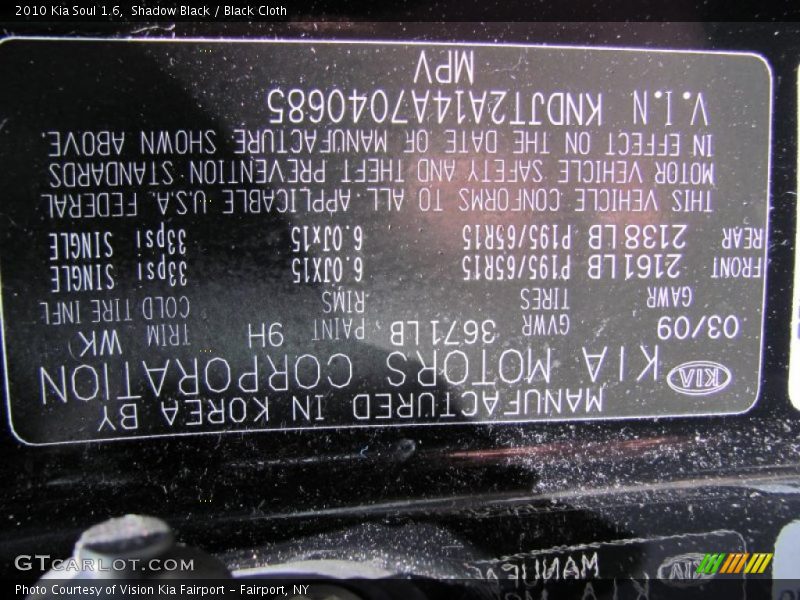 2010 Kia Soul 1.6,  Shadow Black / Black Cloth
MANUFACTURED IN KOREA BY
KIA KIA MOTORS CORPORATION
03/09 GVWR 3671LB PAINT 9H TRIM WK
GAWR TIRES RIMS COLD TIRE INFL
FRONT 2161LB P195/65R15 6.0JX15 33psi SINGLE
REAR 2138LB P195/65R15 6.0Jx15 33psi SINGLE
THIS VEHICLE CONFORMS TO ALL APPLICABLE U.S.A. FEDERAL
MOTOR VEHICLE SAFETY AND THEFT PREVENTION STANDARDS
IN EFFECT ON THE DATE OF MANUFACTURE SHOWN ABOVE.
V.I.N KNDJT2A14A7040685
MPV
KIA
GTCARLOT.COM
Photo Courtesy of Vision Kia Fairport – Fairport, NY